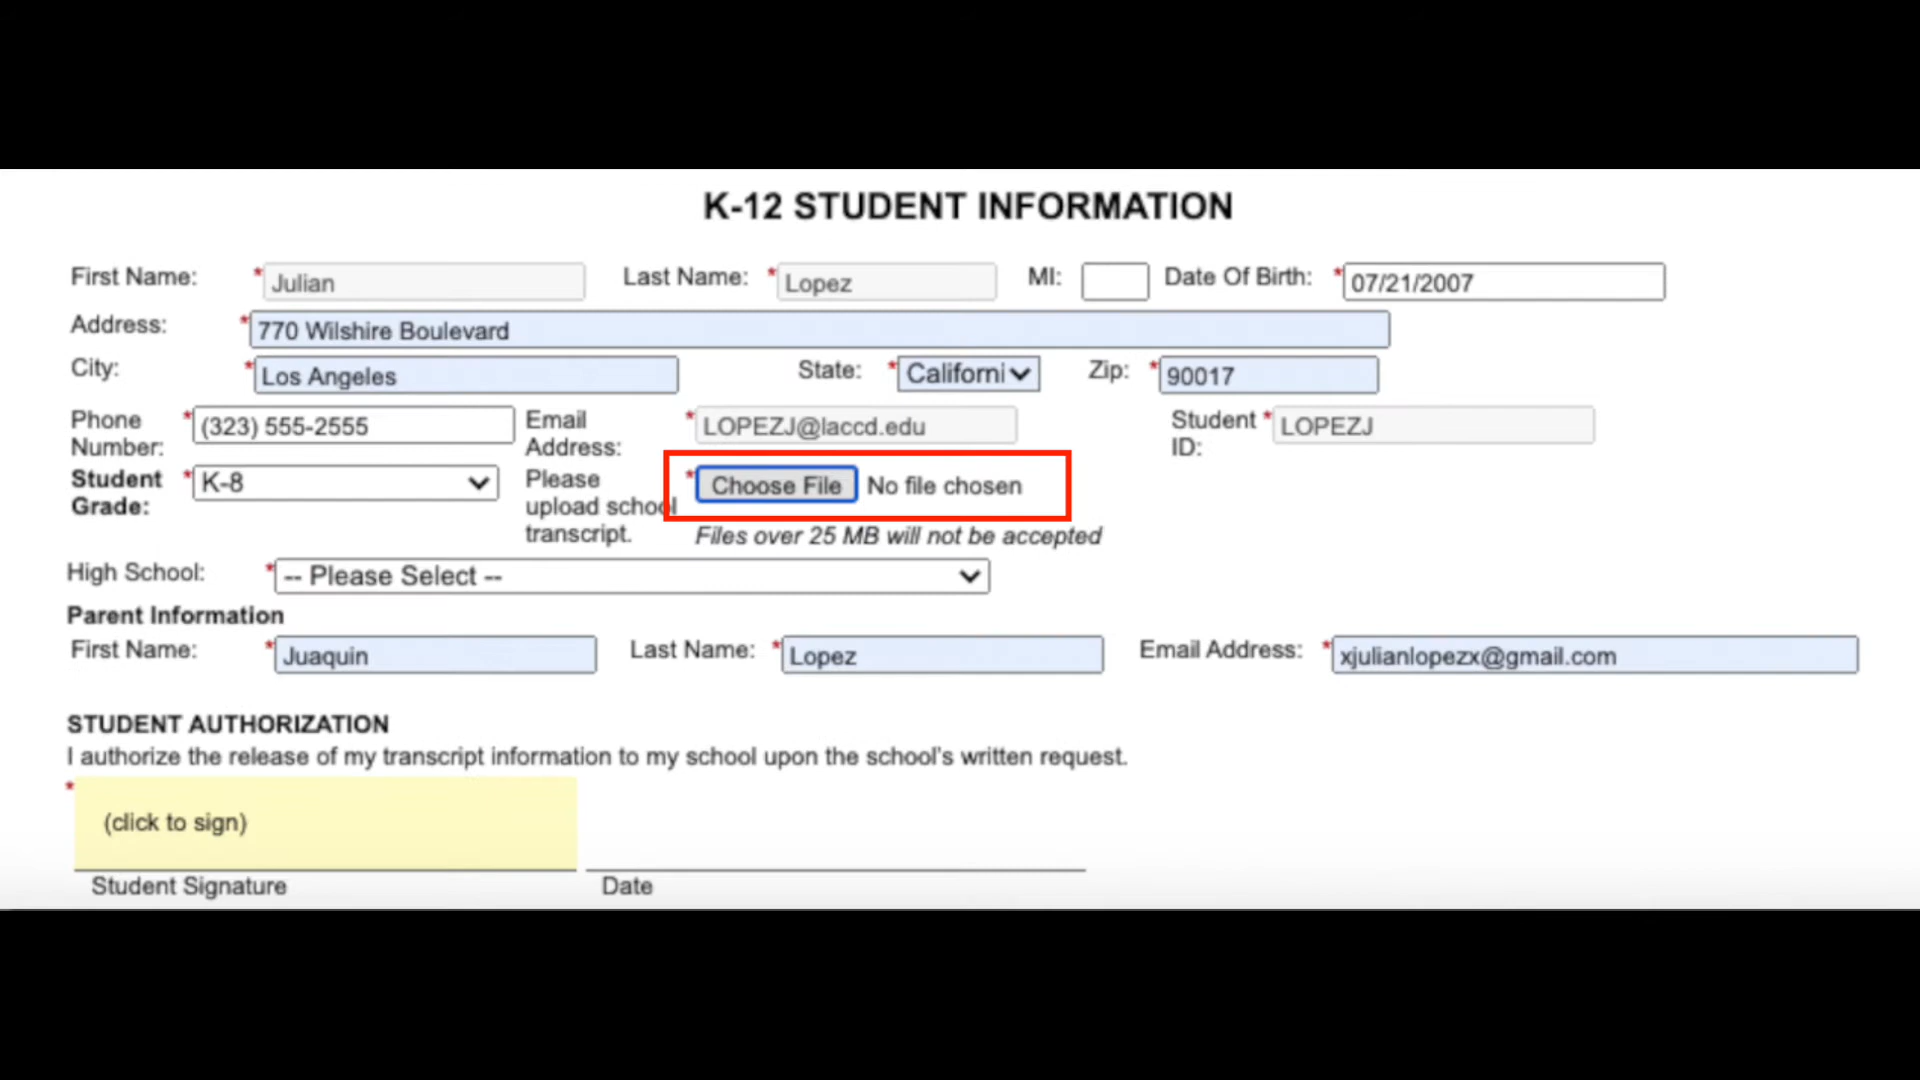 K-12 STUDENT INFORMATION
First Name: * Julian Last Name: * Lopez MI: Date Of Birth: * 07/21/2007
Address: * 770 Wilshire Boulevard
City: * Los Angeles State: * Californi Zip: * 90017
Phone Number: * (323) 555-2555 Email Address: * LOPEZJ@laccd.edu Student ID: * LOPEZJ
Student Grade: * K-8 Please upload school transcript. * Choose File No file chosen
Files over 25 MB will not be accepted
High School: * -- Please Select --
Parent Information
First Name: * Juaquin Last Name: * Lopez Email Address: * xjulianlopezx@gmail.com
STUDENT AUTHORIZATION
I authorize the release of my transcript information to my school upon the school's written request.
* (click to sign)
Student Signature Date